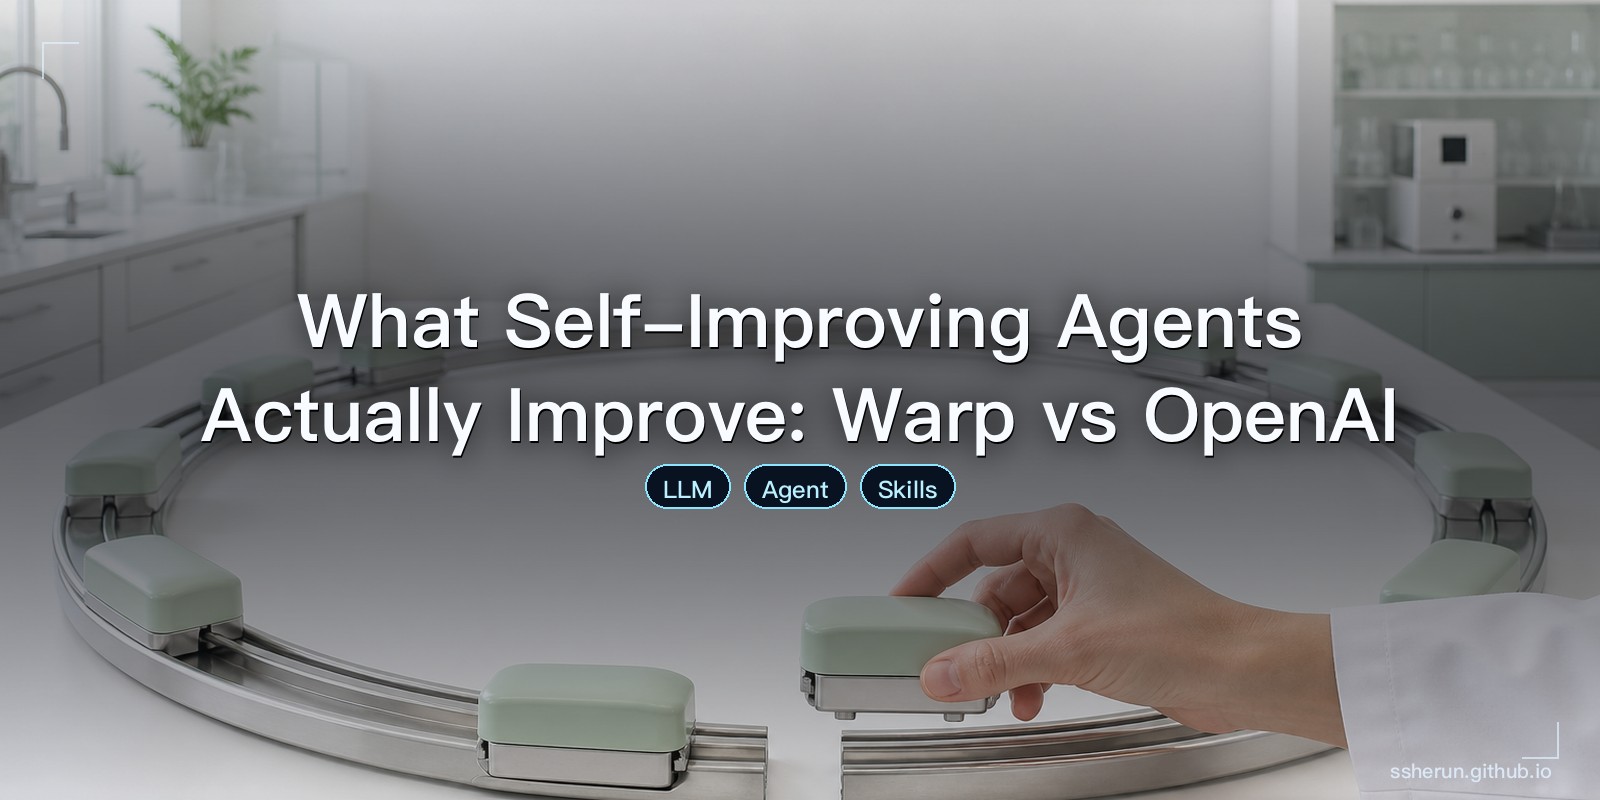 What Self-Improving Agents
Actually Improve: Warp vs OpenAI
LLM Agent Skills
ssherun.github.io